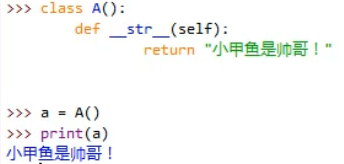 >>> class A():
        def __str__(self):
                return "小甲鱼是帅哥！"
>>> a = A()
>>> print(a)
小甲鱼是帅哥！